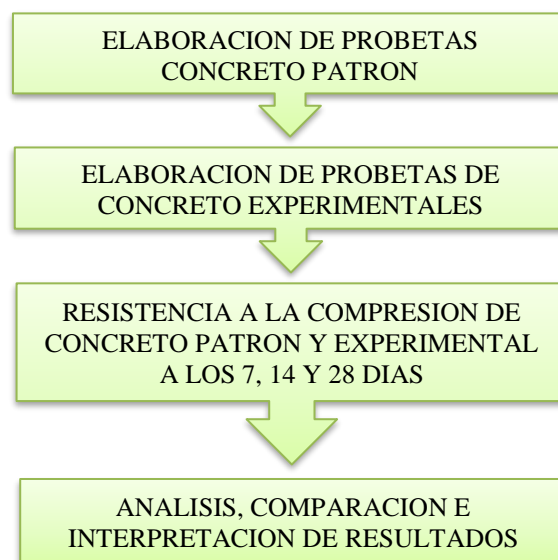 ELABORACION DE PROBETAS
CONCRETO PATRON
ELABORACION DE PROBETAS DE
CONCRETO EXPERIMENTALES
RESISTENCIA A LA COMPRESION DE
CONCRETO PATRON Y EXPERIMENTAL
A LOS 7, 14 Y 28 DIAS
ANALISIS, COMPARACION E
INTERPRETACION DE RESULTADOS